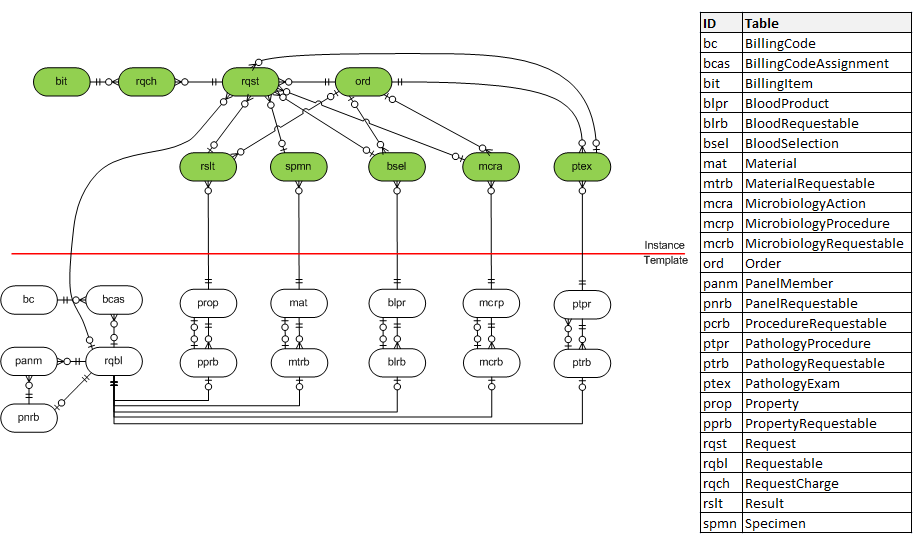 bit rqch rqst ord
rslt spmn bsel mcra ptex
Instance
Template
bc bcas prop mat blpr mcrp ptpr
panm rqbl pprb mtrb blrb mcrb ptrb
pnrb
ID Table
bc BillingCode
bcas BillingCodeAssignment
bit BillingItem
blpr BloodProduct
blrb BloodRequestable
bsel BloodSelection
mat Material
mtrb MaterialRequestable
mcra MicrobiologyAction
mcrp MicrobiologyProcedure
mcrb MicrobiologyRequestable
ord Order
panm PanelMember
pnrb PanelRequestable
pcrb ProcedureRequestable
ptpr PathologyProcedure
ptrb PathologyRequestable
ptex PathologyExam
prop Property
pprb PropertyRequestable
rqst Request
rqbl Requestable
rqch RequestCharge
rslt Result
spmn Specimen